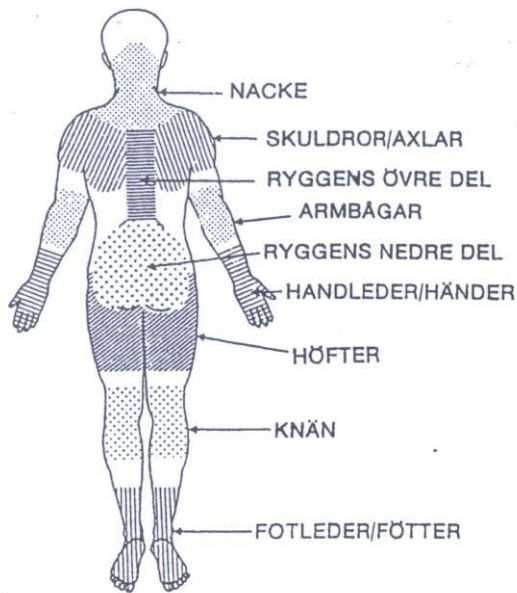 NACKE
SKULDROR/AXLAR
RYGGENS ÖVRE DEL
ARMBÅGAR
RYGGENS NEDRE DEL
HANDLEDER/HÄNDER
HÖFTER
KNÄN
FOTLEDER/FÖTTER